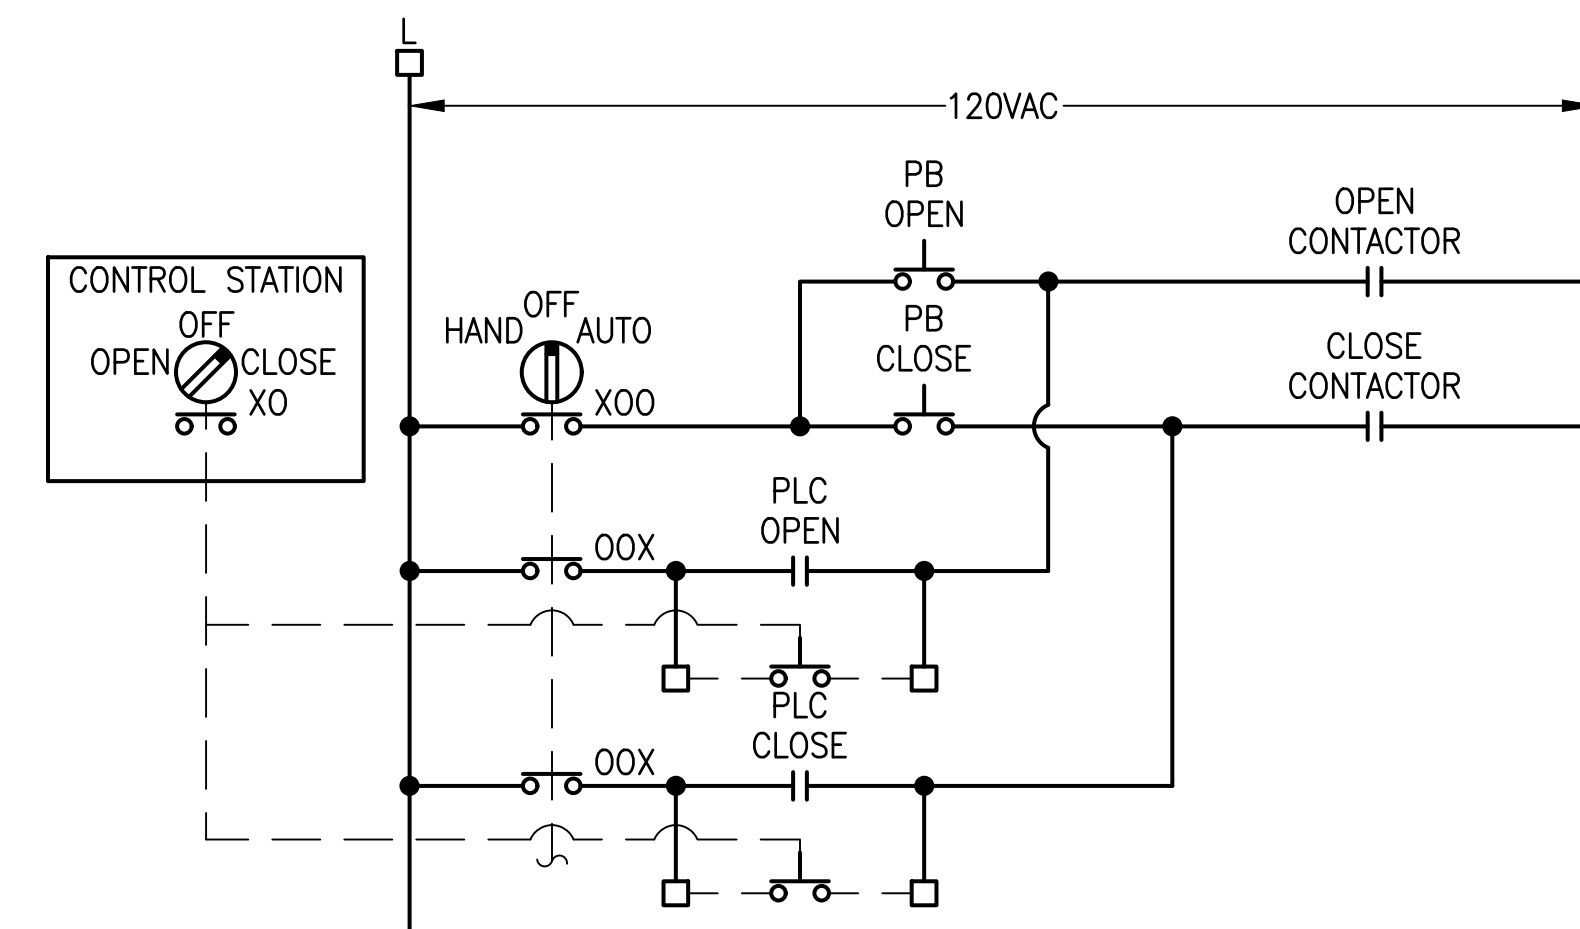 L
120VAC
PB
OPEN
OPEN
CONTACTOR
CONTROL STATION
OFF
OPEN
CLOSE
XO
OFF
HAND
AUTO
XOO
PB
CLOSE
CLOSE
CONTACTOR
PLC
OPEN
OOX
PLC
CLOSE
OOX